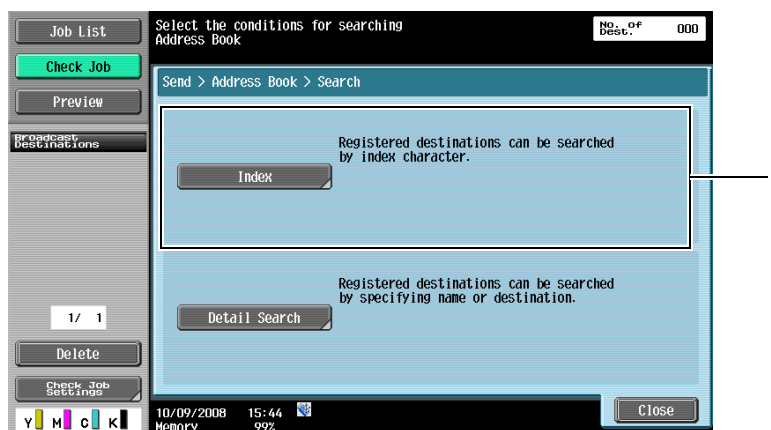 Job List
Check Job
Preview
Broadcast
Destinations
1/ 1
Delete
Check Job
Settings
Y M C K
Select the conditions for searching
Address Book
No. of
Dest. 000
Send > Address Book > Search
Registered destinations can be searched
by index character.
Index
Registered destinations can be searched
by specifying name or destination.
Detail Search
10/09/2008 15:44
Memory 99%
Close